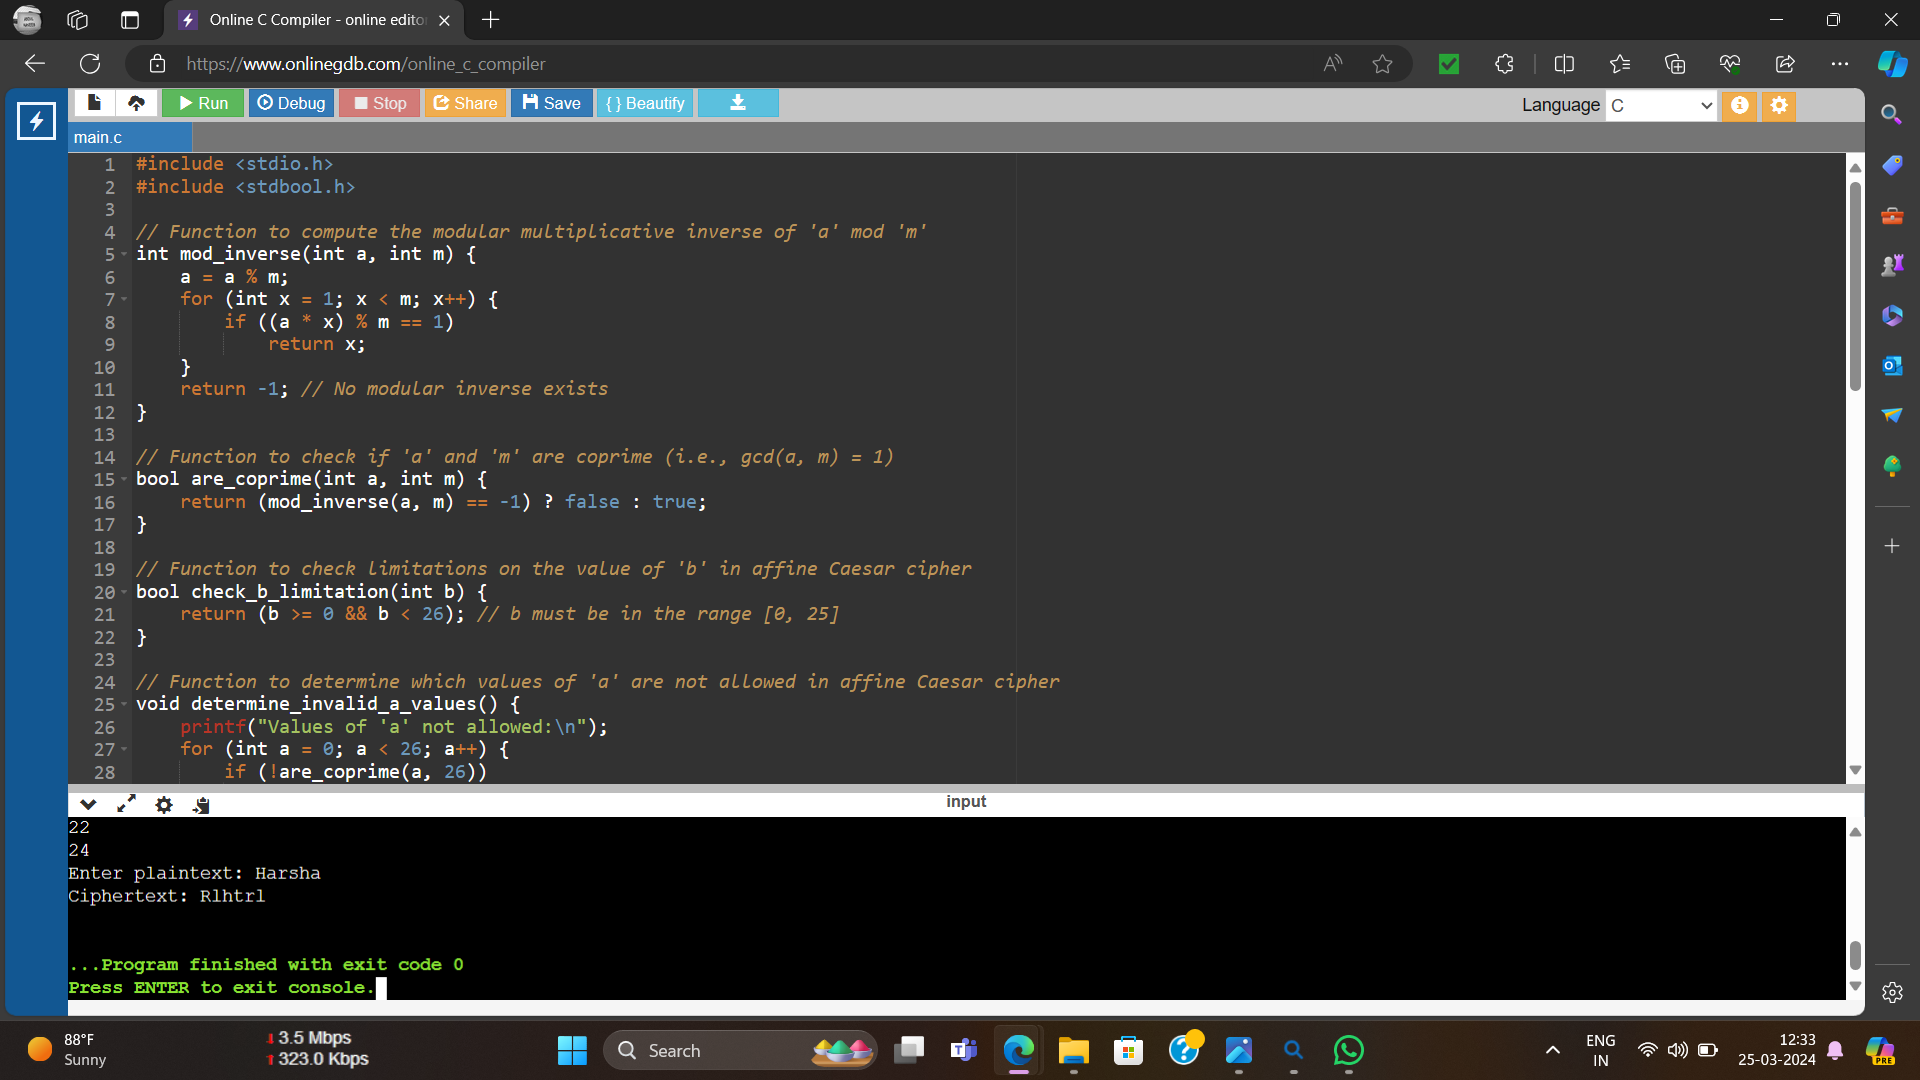 Online C Compiler - online edito
https://www.onlinegdb.com/online_c_compiler
Run Debug Stop Share Save { } Beautify Language C
main.c
1 #include <stdio.h>
2 #include <stdbool.h>
3
4 // Function to compute the modular multiplicative inverse of 'a' mod 'm'
5 int mod_inverse(int a, int m) {
6 a = a % m;
7 for (int x = 1; x < m; x++) {
8 if ((a * x) % m == 1)
9 return x;
10 }
11 return -1; // No modular inverse exists
12 }
13
14 // Function to check if 'a' and 'm' are coprime (i.e., gcd(a, m) = 1)
15 bool are_coprime(int a, int m) {
16 return (mod_inverse(a, m) == -1) ? false : true;
17 }
18
19 // Function to check limitations on the value of 'b' in affine Caesar cipher
20 bool check_b_limitation(int b) {
21 return (b >= 0 && b < 26); // b must be in the range [0, 25]
22 }
23
24 // Function to determine which values of 'a' are not allowed in affine Caesar cipher
25 void determine_invalid_a_values() {
26 printf("Values of 'a' not allowed:\n");
27 for (int a = 0; a < 26; a++) {
28 if (!are_coprime(a, 26))
input
22
24
Enter plaintext: Harsha
Ciphertext: Rlhtrl
...Program finished with exit code 0
Press ENTER to exit console.
88°F
Sunny
3.5 Mbps
323.0 Kbps
Search
ENG
IN
12:33
25-03-2024
PRE